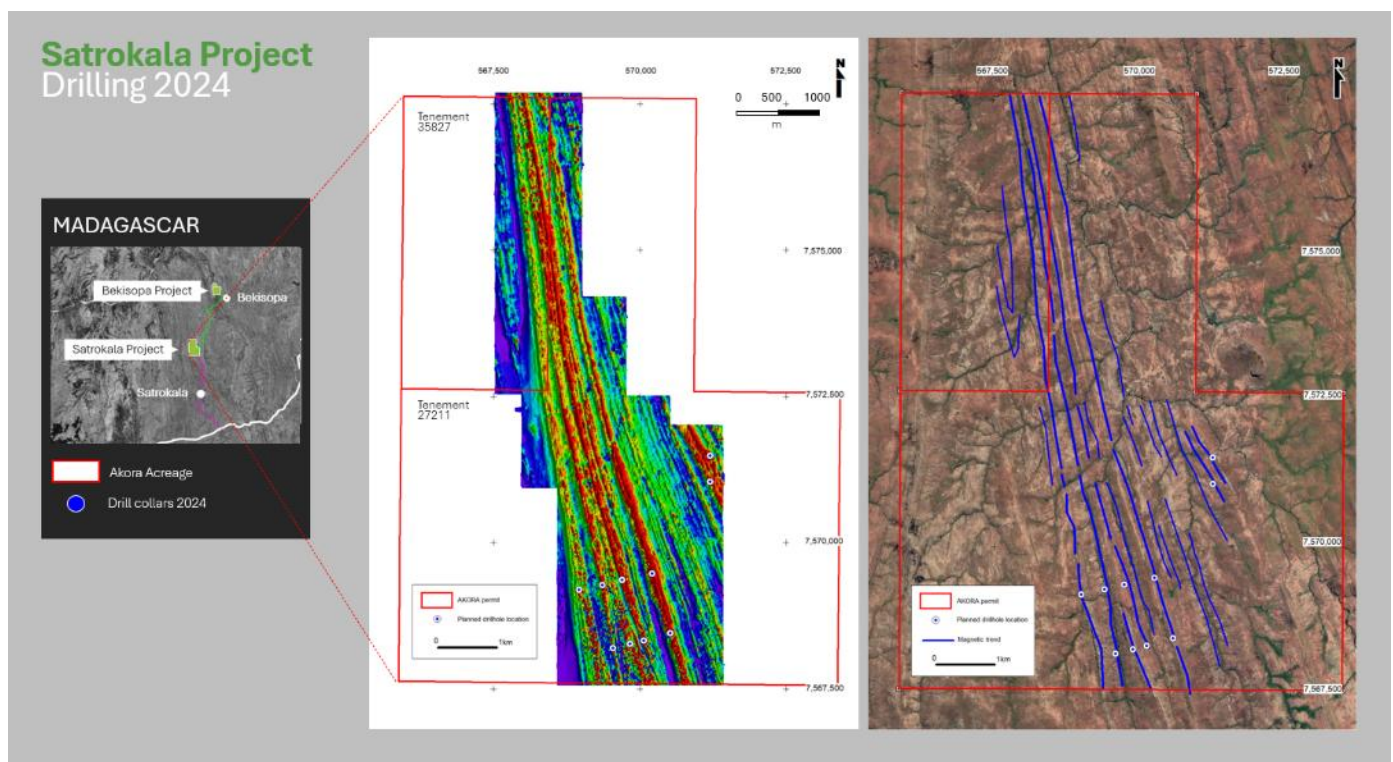 Satrokala Project
Drilling 2024
MADAGASCAR
Bekisopa Project
Bekisopa
Satrokala Project
Satrokala
Akora Acreage
Drill collars 2024
567,500
570,000
572,500
N
0 500 1000
m
Tenement
35827
7,575,000
7,572,500
Tenement
27211
7,570,000
AKORA permit
Planned drillhole location
0 1km
7,567,500
567,500
570,000
572,500
N
7,575,000
7,572,500
7,570,000
AKORA permit
Planned drillhole location
Magnetic trend
0 1km
7,567,500